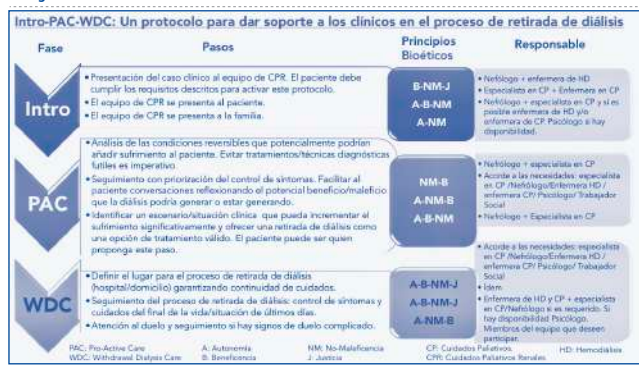 Intro-PAC-WDC: Un protocolo para dar soporte a los clínicos en el proceso de retirada de diálisis
Fase
Pasos
Principios
Bioéticos
Responsable
Intro
• Presentación del caso clínico al equipo de CPR. El paciente debe
cumplir los requisitos descritos para activar este protocolo.
• El equipo de CPR se presenta al paciente.
• El equipo de CPR se presenta a la familia.
B-NM-J
A-B-NM
A-NM
• Nefrólogo + enfermera de HD
• Especialista en CP + Enfermera en CP
• Nefrólogo + especialista en CP y si es
posible enfermera de HD y/o
enfermera de CP. Psicólogo si hay
disponibilidad.
PAC
• Análisis de las condiciones reversibles que potencialmente podrían
añadir sufrimiento al paciente. Evitar tratamientos/técnicas diagnósticas
futiles es imperativo.
• Seguimiento con priorización del control de síntomas. Facilitar al
paciente conversaciones reflexionando el potencial beneficio/maleficio
que la diálisis podría generar o estar generando.
• Identificar un escenario/situación clínica que pueda incrementar el
sufrimiento significativamente y ofrecer una retirada de diálisis como
una opción de tratamiento válido. El paciente puede ser quien
proponga este paso.
NM-B
A-NM-B
A-B-NM
• Nefrólogo + especialista en CP
• Acorde a las necesidades: especialista
en CP /Nefrólogo/Enfermera HD /
enfermera CP/ Psicólogo/ Trabajador
Social
• Nefrólogo + Especialista en CP
WDC
• Definir el lugar para el proceso de retirada de diálisis
(hospital/domicilio) garantizando continuidad de cuidados.
• Seguimiento del proceso de retirada de diálisis: control de síntomas y
cuidados del final de la vida/situación de últimos días.
• Atención al duelo y seguimiento si hay signos de duelo complicado.
A-B-NM-J
A-B-NM-J
A-NM-B
• Acorde a las necesidades: especialista
en CP /Nefrólogo/Enfermera HD /
enfermera CP/ Psicólogo/ Trabajador
Social
• Ídem
• Enfermera de HD y CP + especialista
en CP/Nefrólogo si es requerido. Si
hay disponibilidad Psicólogo.
Miembros del equipo que deseen
participar.
PAC: Pro-Active Care A: Autonomía NM: No-Maleficencia CP: Cuidados Paliativos HD: Hemodiálisis
WDC: Withdrawal Dialysis Care B: Beneficencia J: Justicia CPR: Cuidados Paliativos Renales